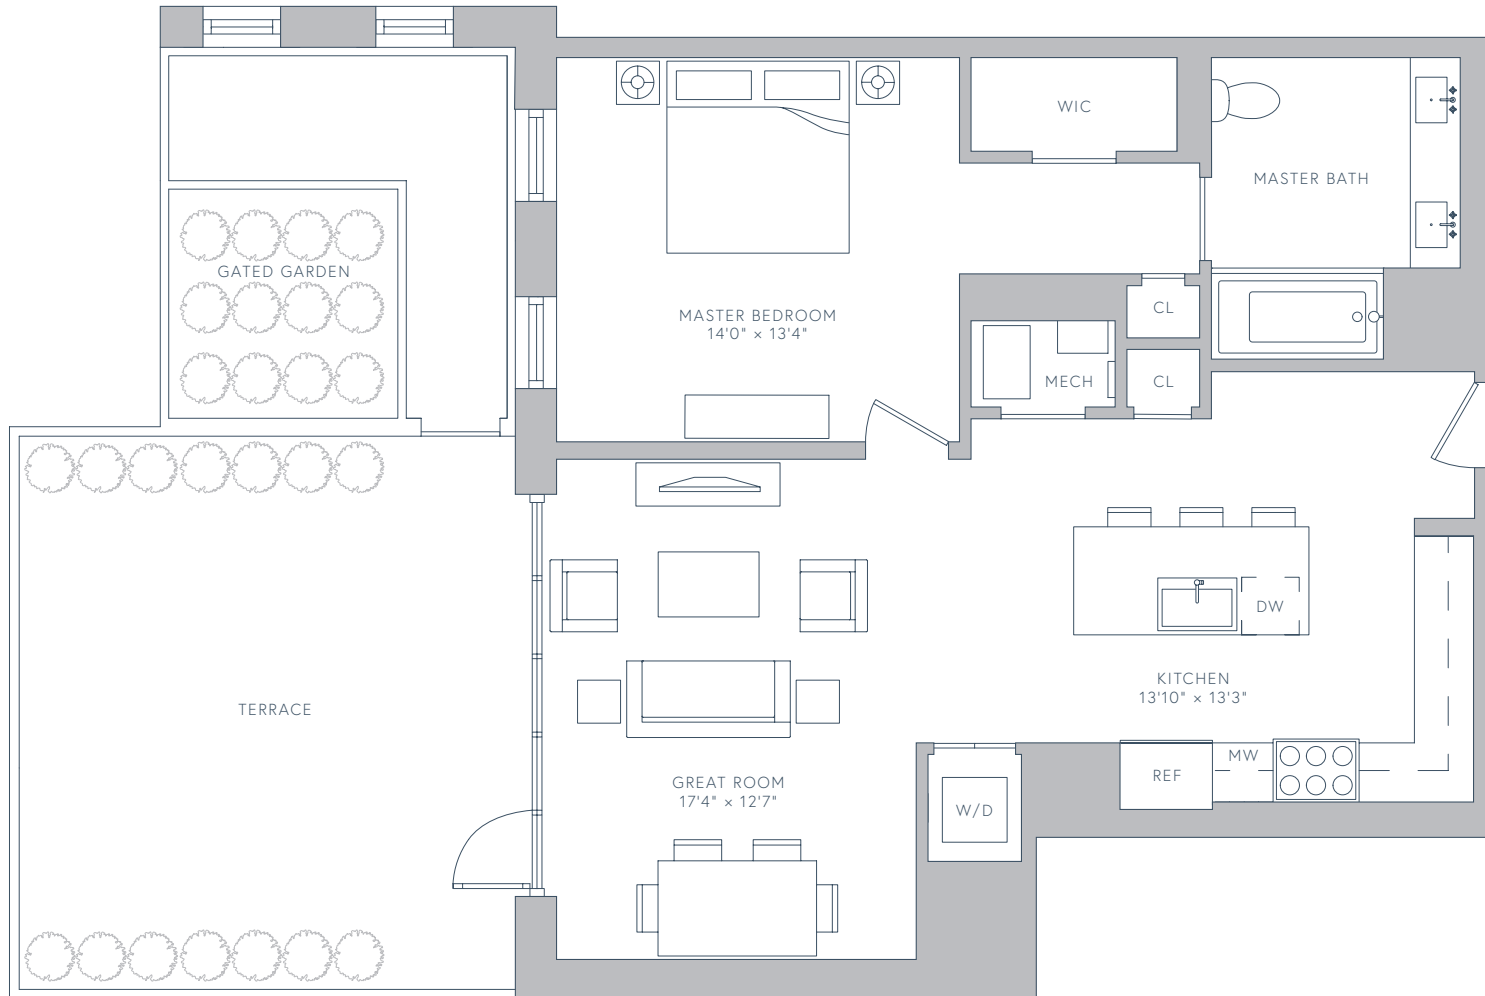 WIC
MASTER BATH
GATED GARDEN
MASTER BEDROOM
14'0" × 13'4"
CL
MECH
CL
DW
TERRACE
KITCHEN
13'10" × 13'3"
GREAT ROOM
17'4" × 12'7"
MW
REF
W/D